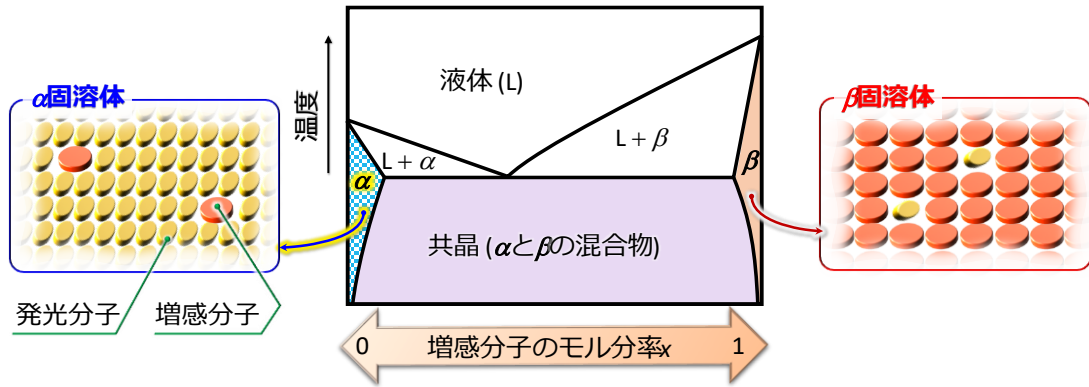 α固溶体
発光分子
増感分子
温度
液体 (L)
L + α
L + β
α
β
共晶 (αとβの混合物)
0
増感分子のモル分率x
1
β固溶体